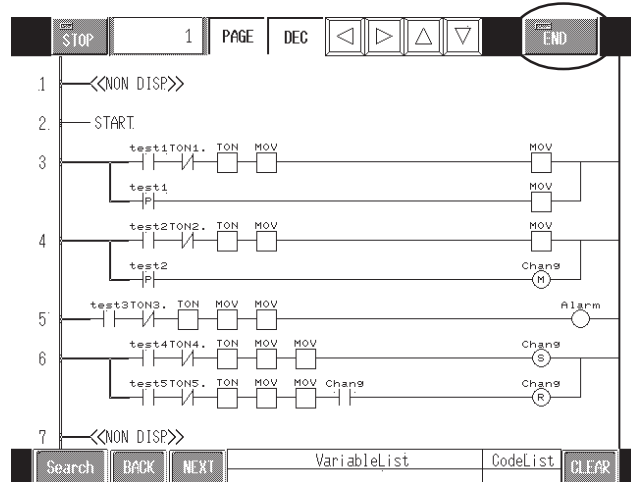 STOP 1 PAGE DEC END
1 <<NON DISP>>
2. START.
test1TON1. TON MOV MOV
3
test1 MOV
P
test2TON2. TON MOV MOV
4
test2 Chang
P M
test3TON3. TON MOV MOV Alarm
5
test4TON4. TON MOV MOV Chang
6 S
test5TON5. TON MOV MOV Chang Chang
R
7 <<NON DISP>>
Search BACK NEXT VariableList CodeList CLEAR